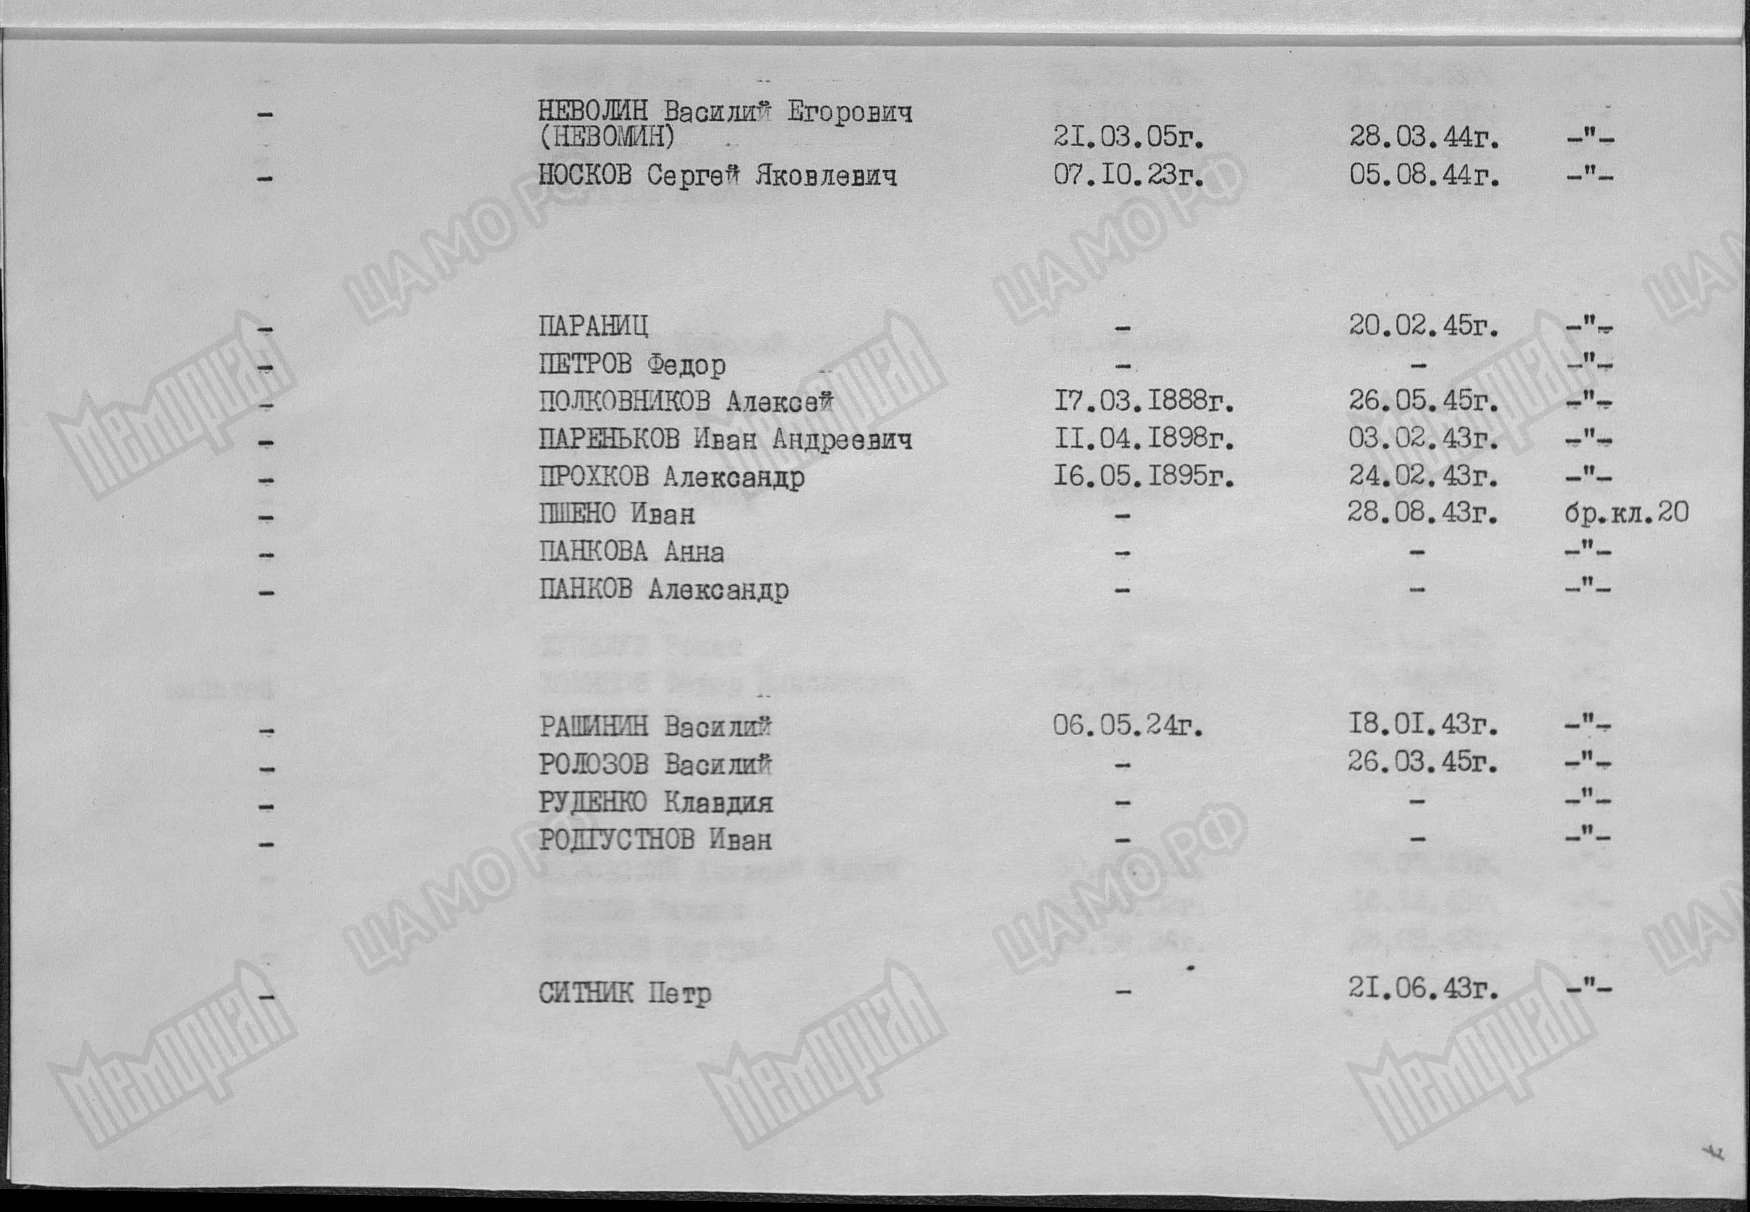 - НЕВОЛИН Василий Егорович
(НЕВОМИН) 21.03.05г. 28.03.44г. -"-
- НОСКОВ Сергей Яковлевич 07.10.23г. 05.08.44г. -"-
- ПАРАНИЦ - 20.02.45г. -"-
- ПЕТРОВ Федор - - -"-
- ПОЛКОВНИКОВ Алексей 17.03.1888г. 26.05.45г. -"-
- ПАРЕНЬКОВ Иван Андреевич 11.04.1898г. 03.02.43г. -"-
- ПРОХКОВ Александр 16.05.1895г. 24.02.43г. -"-
- ПШЕНО Иван - 28.08.43г. бр.кл.20
- ПАНКОВА Анна - - -"-
- ПАНКОВ Александр - - -"-
- РАШИНИН Василий 06.05.24г. 18.01.43г. -"-
- РОЛОЗОВ Василий - 26.03.45г. -"-
- РУДЕНКО Клавдия - - -"-
- РОДГУСТНОВ Иван - - -"-
- СИТНИК Петр - 21.06.43г. -"-
ЦАМО РФ
Мемориал